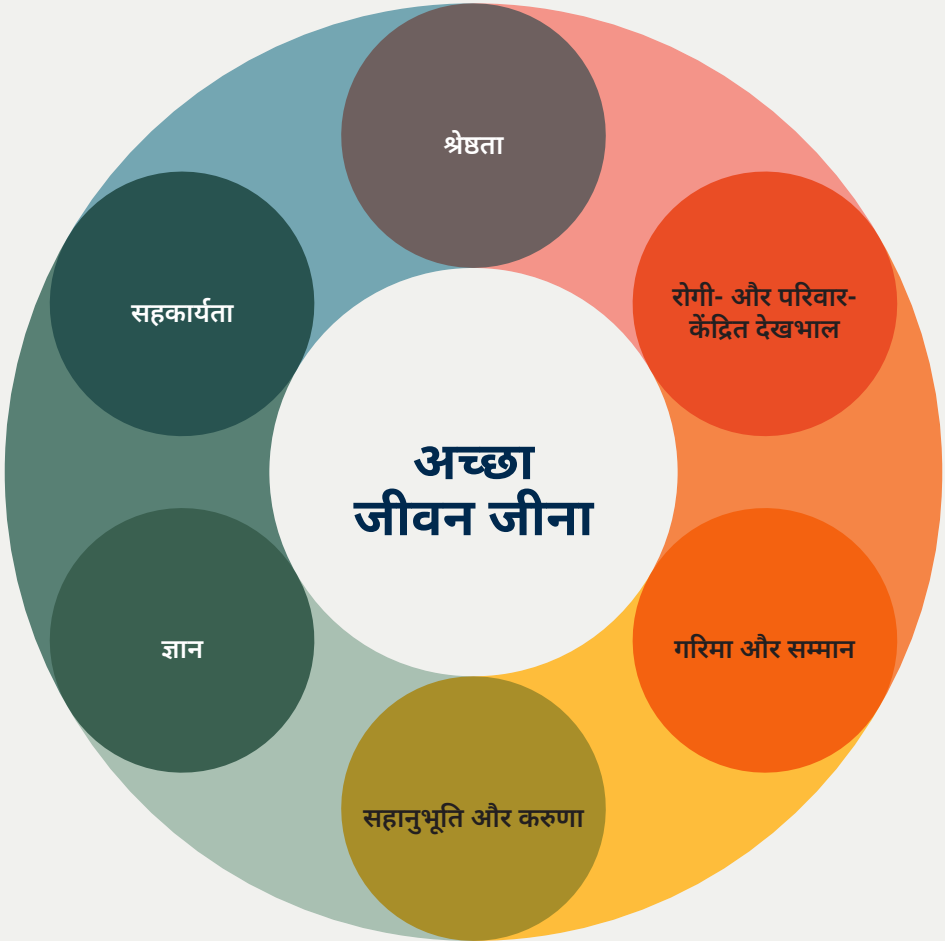 श्रेष्ठता
रोगी- और परिवार-
केंद्रित देखभाल
सहकार्यता
अच्छा
जीवन जीना
ज्ञान
गरिमा और सम्मान
सहानुभूति और करुणा